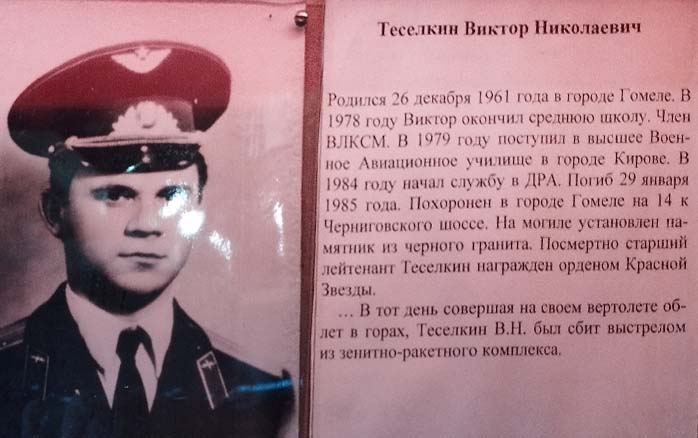 Теселкин Виктор Николаевич
Родился 26 декабря 1961 года в городе Гомеле. В
1978 году Виктор окончил среднюю школу. Член
ВЛКСМ. В 1979 году поступил в высшее Воен-
ное Авиационное училище в городе Кирове. В
1984 году начал службу в ДРА. Погиб 29 января
1985 года. Похоронен в городе Гомеле на 14 к
Черниговского шоссе. На могиле установлен па-
мятник из черного гранита. Посмертно старший
лейтенант Теселкин награжден орденом Красной
Звезды.
… В тот день совершая на своем вертолете об-
лет в горах, Теселкин В.Н. был сбит выстрелом
из зенитно-ракетного комплекса.